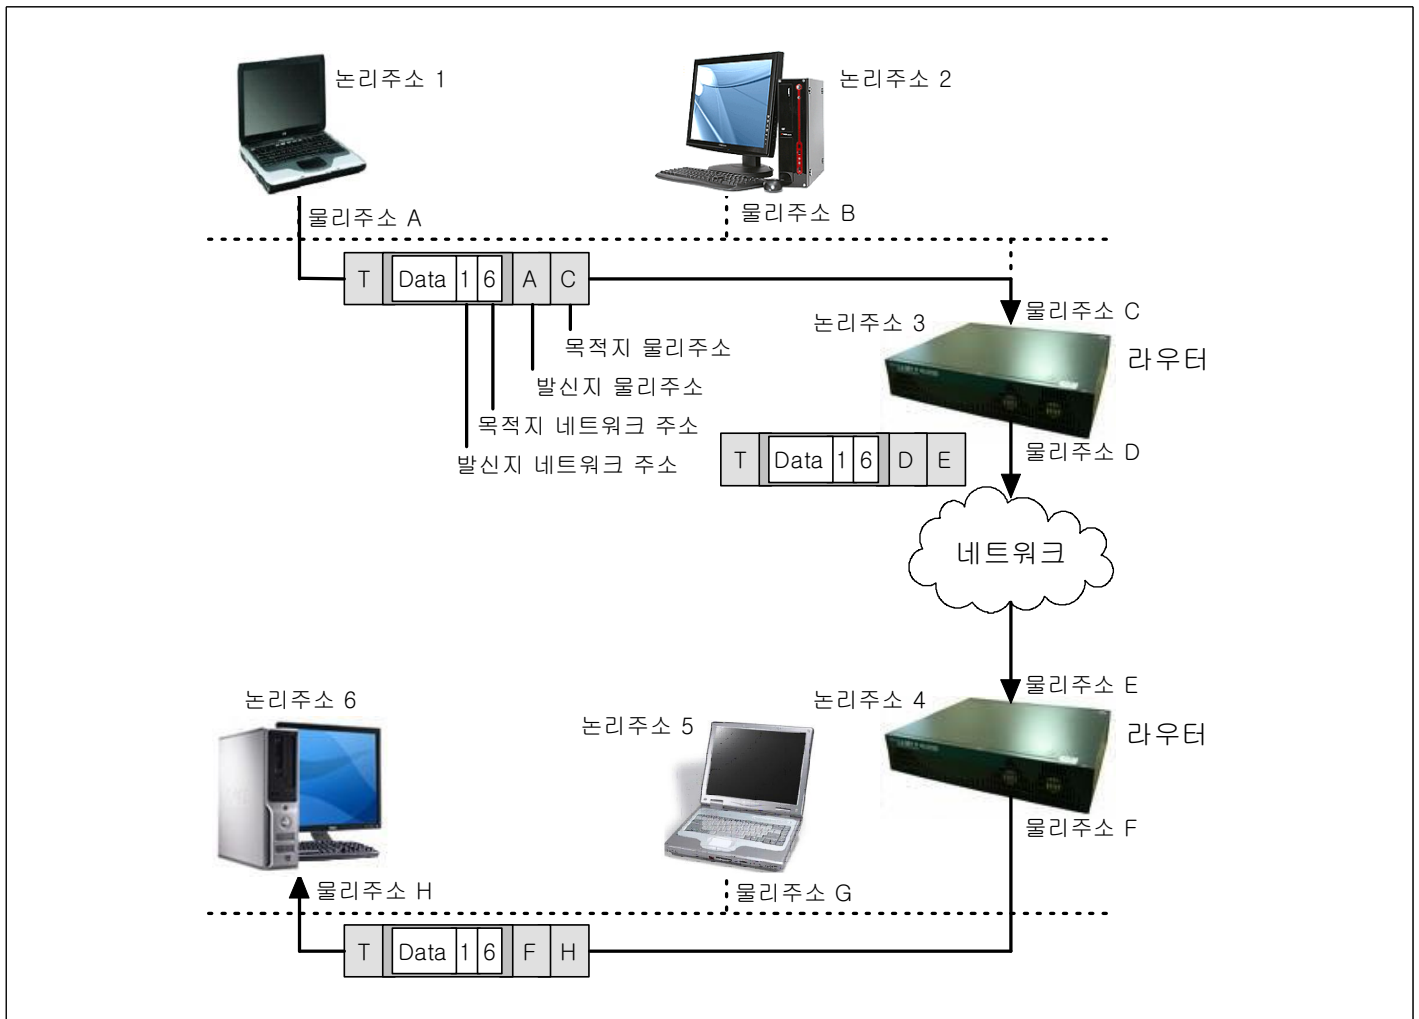 논리주소 1
논리주소 2
물리주소 A
물리주소 B
T Data 1 6 A C
물리주소 C
논리주소 3
라우터
목적지 물리주소
발신지 물리주소
목적지 네트워크 주소
발신지 네트워크 주소
물리주소 D
T Data 1 6 D E
네트워크
물리주소 E
논리주소 4
라우터
논리주소 6
논리주소 5
물리주소 F
물리주소 H
물리주소 G
T Data 1 6 F H